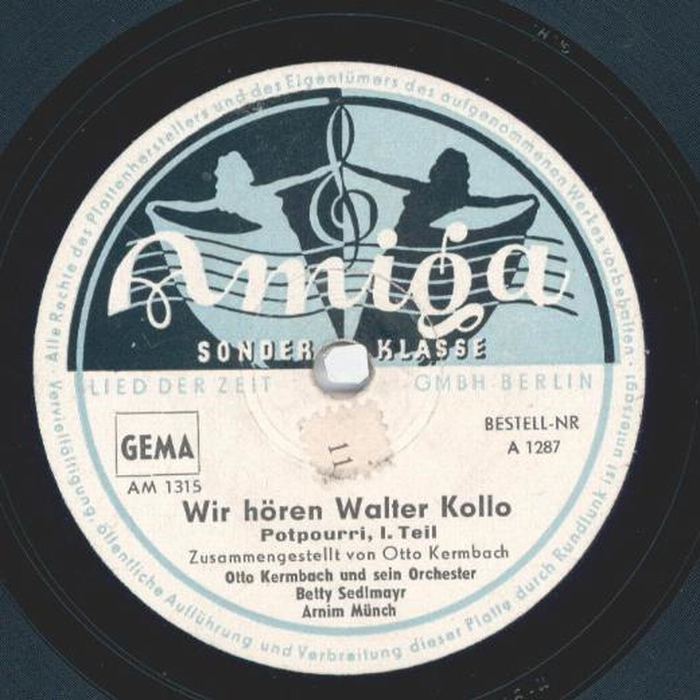 Alle Rechte des Plattenherstellers und des Eigentümers des aufgenommenen Werkes vorbehalten.
Amiga
SONDER KLASSE
LIED DER ZEIT GMBH·BERLIN
GEMA
BESTELL-NR
A 1287
AM 1315
11
Wir hören Walter Kollo
Potpourri, I. Teil
Zusammengestellt von Otto Kermbach
Otto Kermbach und sein Orchester
Betty Sedlmayr
Arnim Münch
Vervielfältigung, öffentliche Aufführung und Verbreitung dieser Platte durch Rundfunk ist untersagt